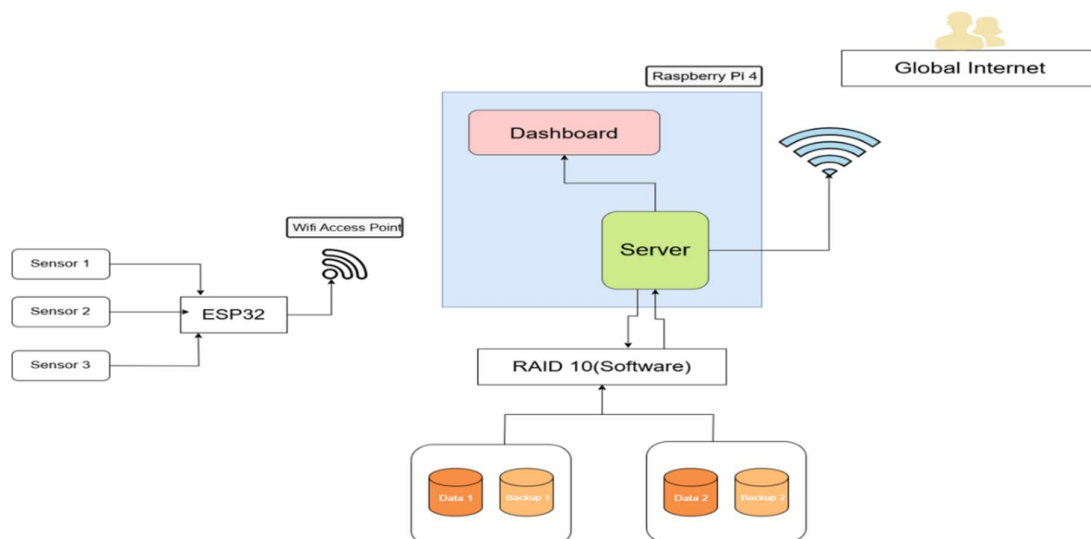 Global Internet
Raspberry Pi 4
Dashboard
Wifi Access Point
Server
Sensor 1
Sensor 2
Sensor 3
ESP32
RAID 10(Software)
Data 1
Backup 1
Data 2
Backup 2